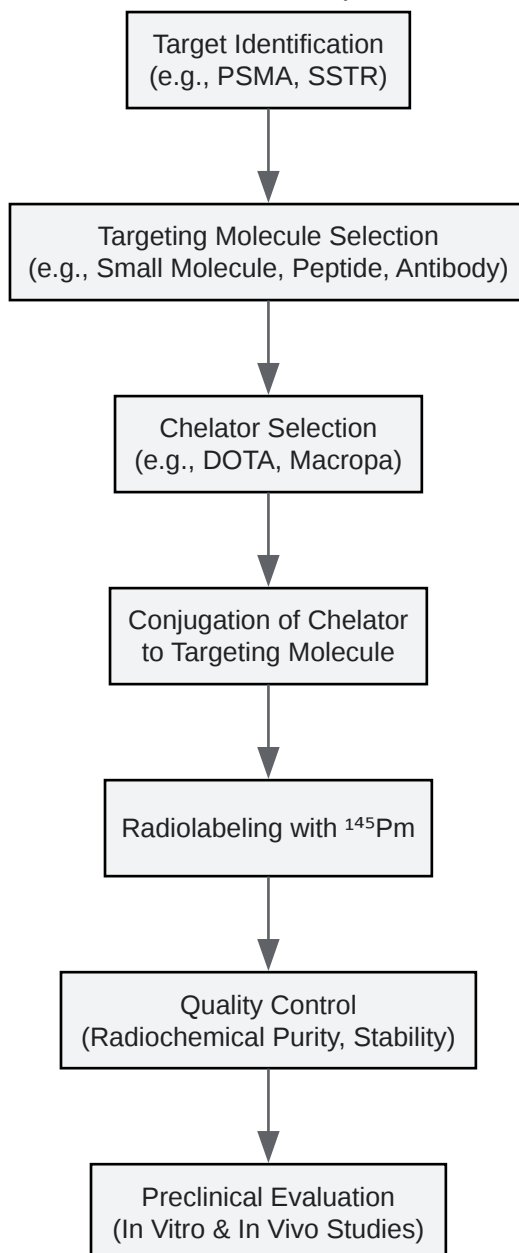 Target Identification
(e.g., PSMA, SSTR)
Targeting Molecule Selection
(e.g., Small Molecule, Peptide, Antibody)
Chelator Selection
(e.g., DOTA, Macropa)
Conjugation of Chelator
to Targeting Molecule
Radiolabeling with ¹⁴⁵Pm
Quality Control
(Radiochemical Purity, Stability)
Preclinical Evaluation
(In Vitro & In Vivo Studies)